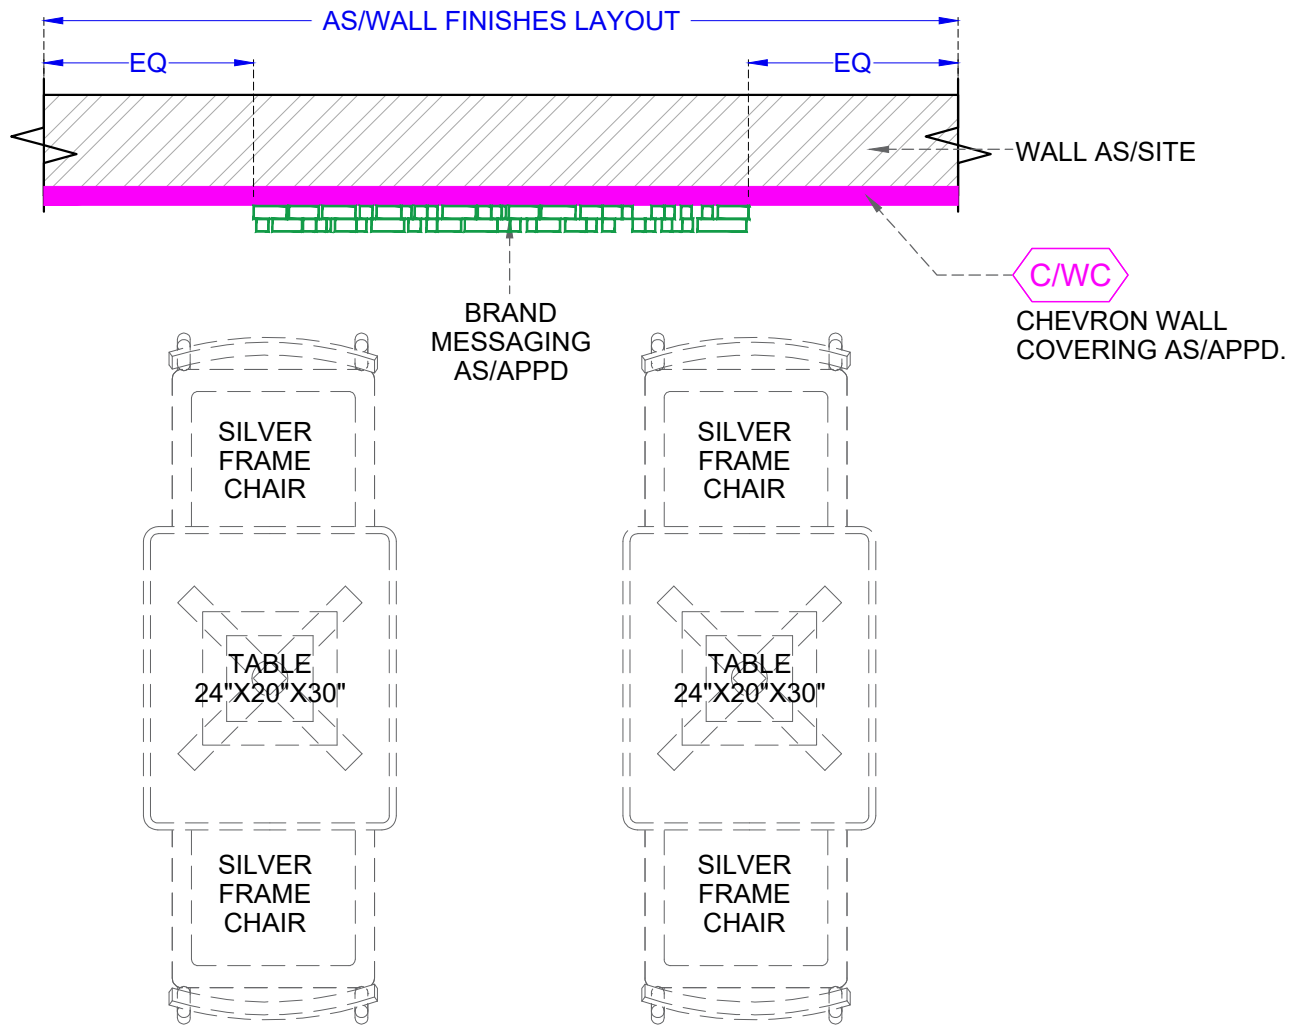 AS/WALL FINISHES LAYOUT
EQ
EQ
WALL AS/SITE
C/WC
CHEVRON WALL
COVERING AS/APPD.
BRAND
MESSAGING
AS/APPD
SILVER
FRAME
CHAIR
SILVER
FRAME
CHAIR
TABLE
24"X20"X30"
TABLE
24"X20"X30"
SILVER
FRAME
CHAIR
SILVER
FRAME
CHAIR